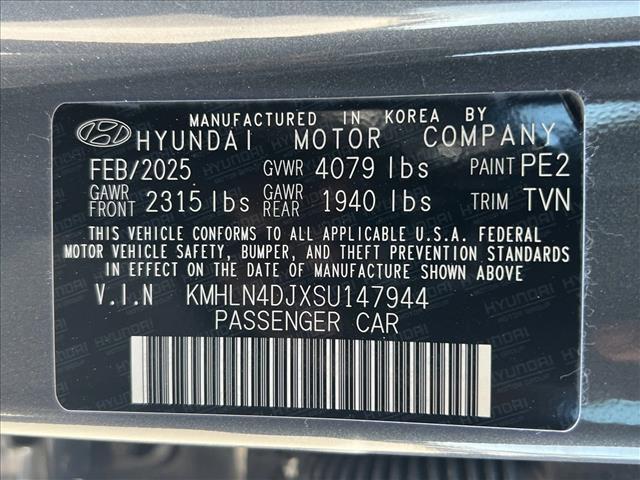 MANUFACTURED IN KOREA BY
HYUNDAI MOTOR COMPANY
FEB/2025 GVWR 4079 lbs PAINT PE2
GAWR FRONT 2315 lbs GAWR REAR 1940 lbs TRIM TVN
THIS VEHICLE CONFORMS TO ALL APPLICABLE U.S.A. FEDERAL
MOTOR VEHICLE SAFETY, BUMPER, AND THEFT PREVENTION STANDARDS
IN EFFECT ON THE DATE OF MANUFACTURE SHOWN ABOVE
V.I.N KMHLN4DJXSU147944
PASSENGER CAR